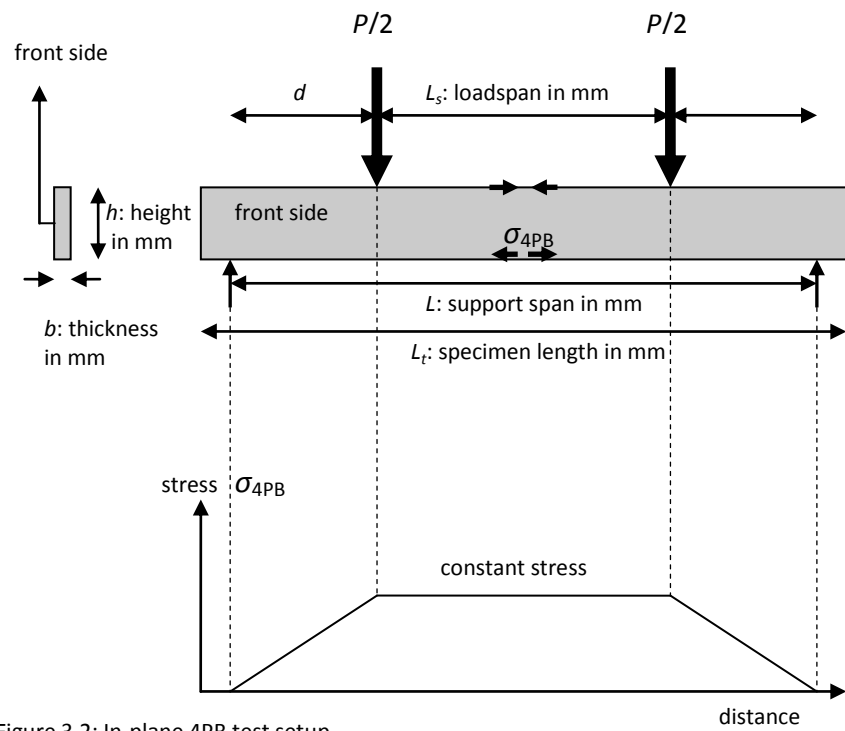 P/2
P/2
front side
d
Lₛ: loadspan in mm
h: height
in mm
front side
σ4PB
b: thickness
in mm
L: support span in mm
Lₜ: specimen length in mm
stress σ4PB
constant stress
distance
Figure 3.2: In-plane 4PB test setup